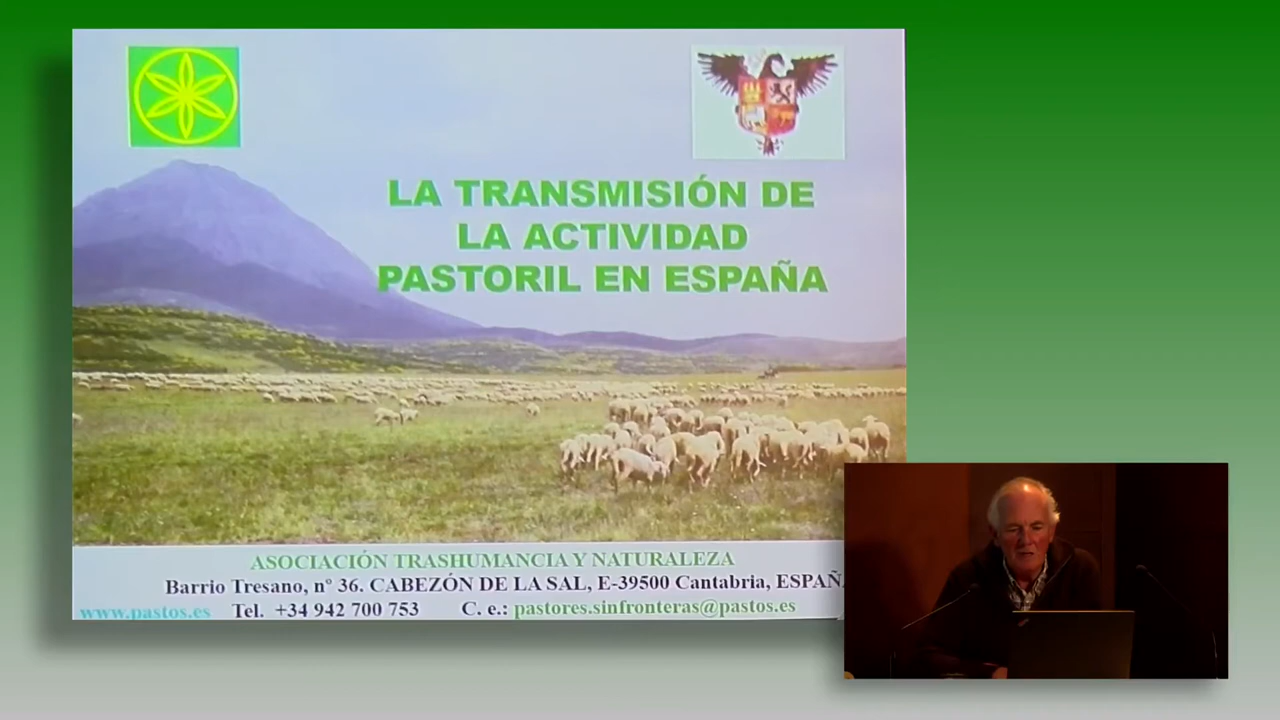 LA TRANSMISIÓN DE
LA ACTIVIDAD
PASTORIL EN ESPAÑA
ASOCIACIÓN TRASHUMANCIA Y NATURALEZA
Barrio Tresano, nº 36. CABEZÓN DE LA SAL, E-39500 Cantabria, ESPAÑ
www.pastos.es Tel. +34 942 700 753 C. e.: pastores.sinfronteras@pastos.es